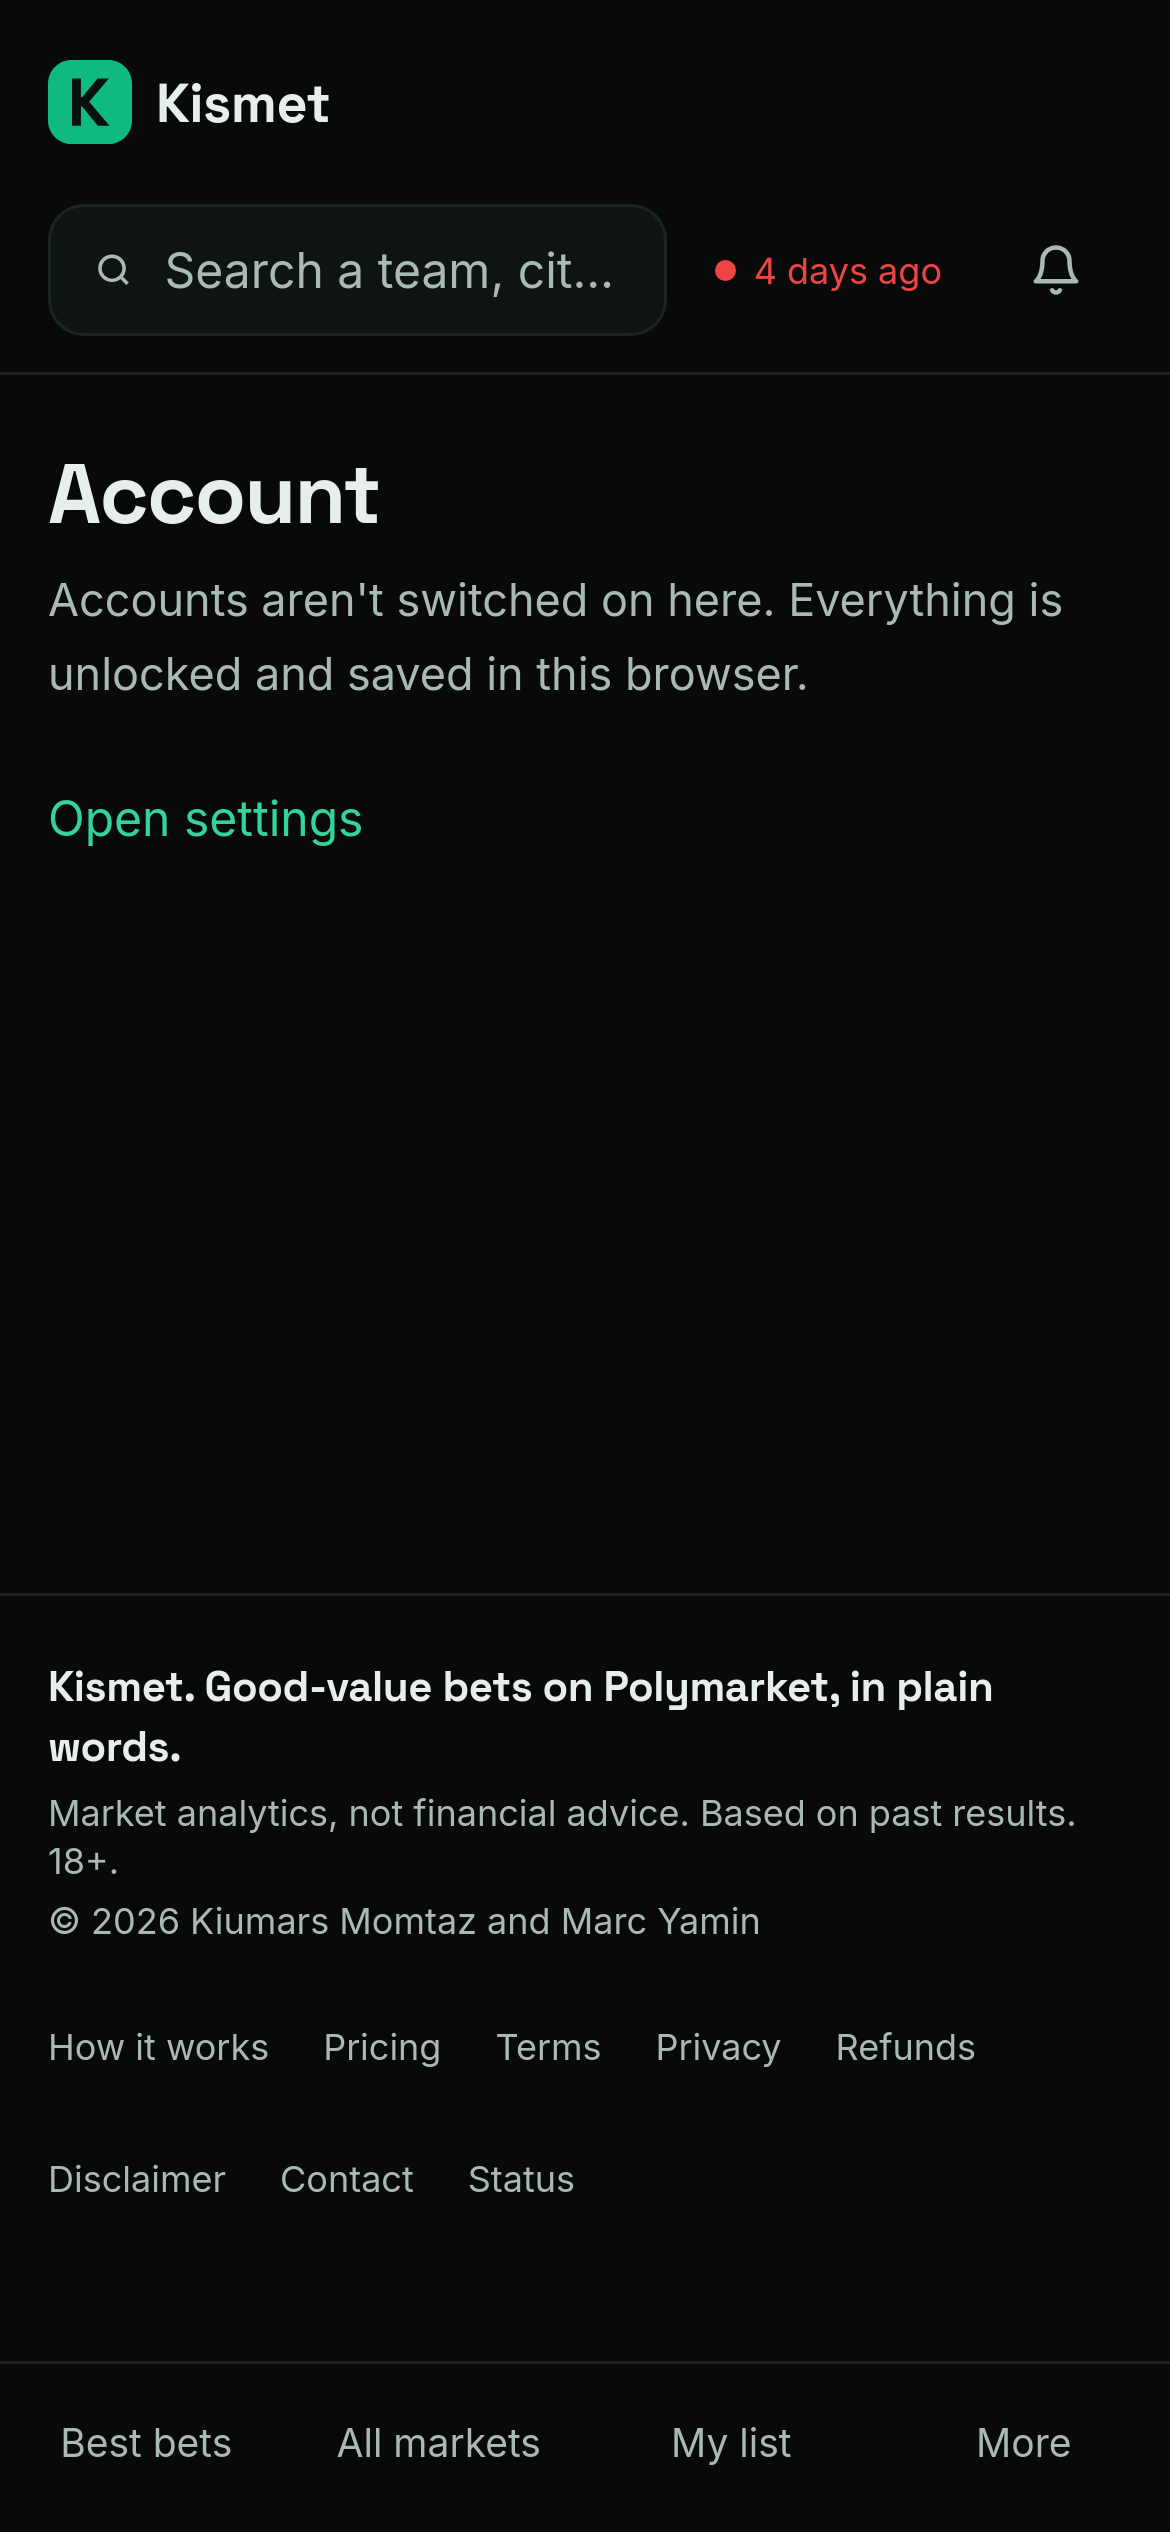 K Kismet
Search a team, cit...
4 days ago
Account
Accounts aren't switched on here. Everything is
unlocked and saved in this browser.
Open settings
Kismet. Good-value bets on Polymarket, in plain
words.
Market analytics, not financial advice. Based on past results.
18+.
© 2026 Kiumars Momtaz and Marc Yamin
How it works Pricing Terms Privacy Refunds
Disclaimer Contact Status
Best bets All markets My list More